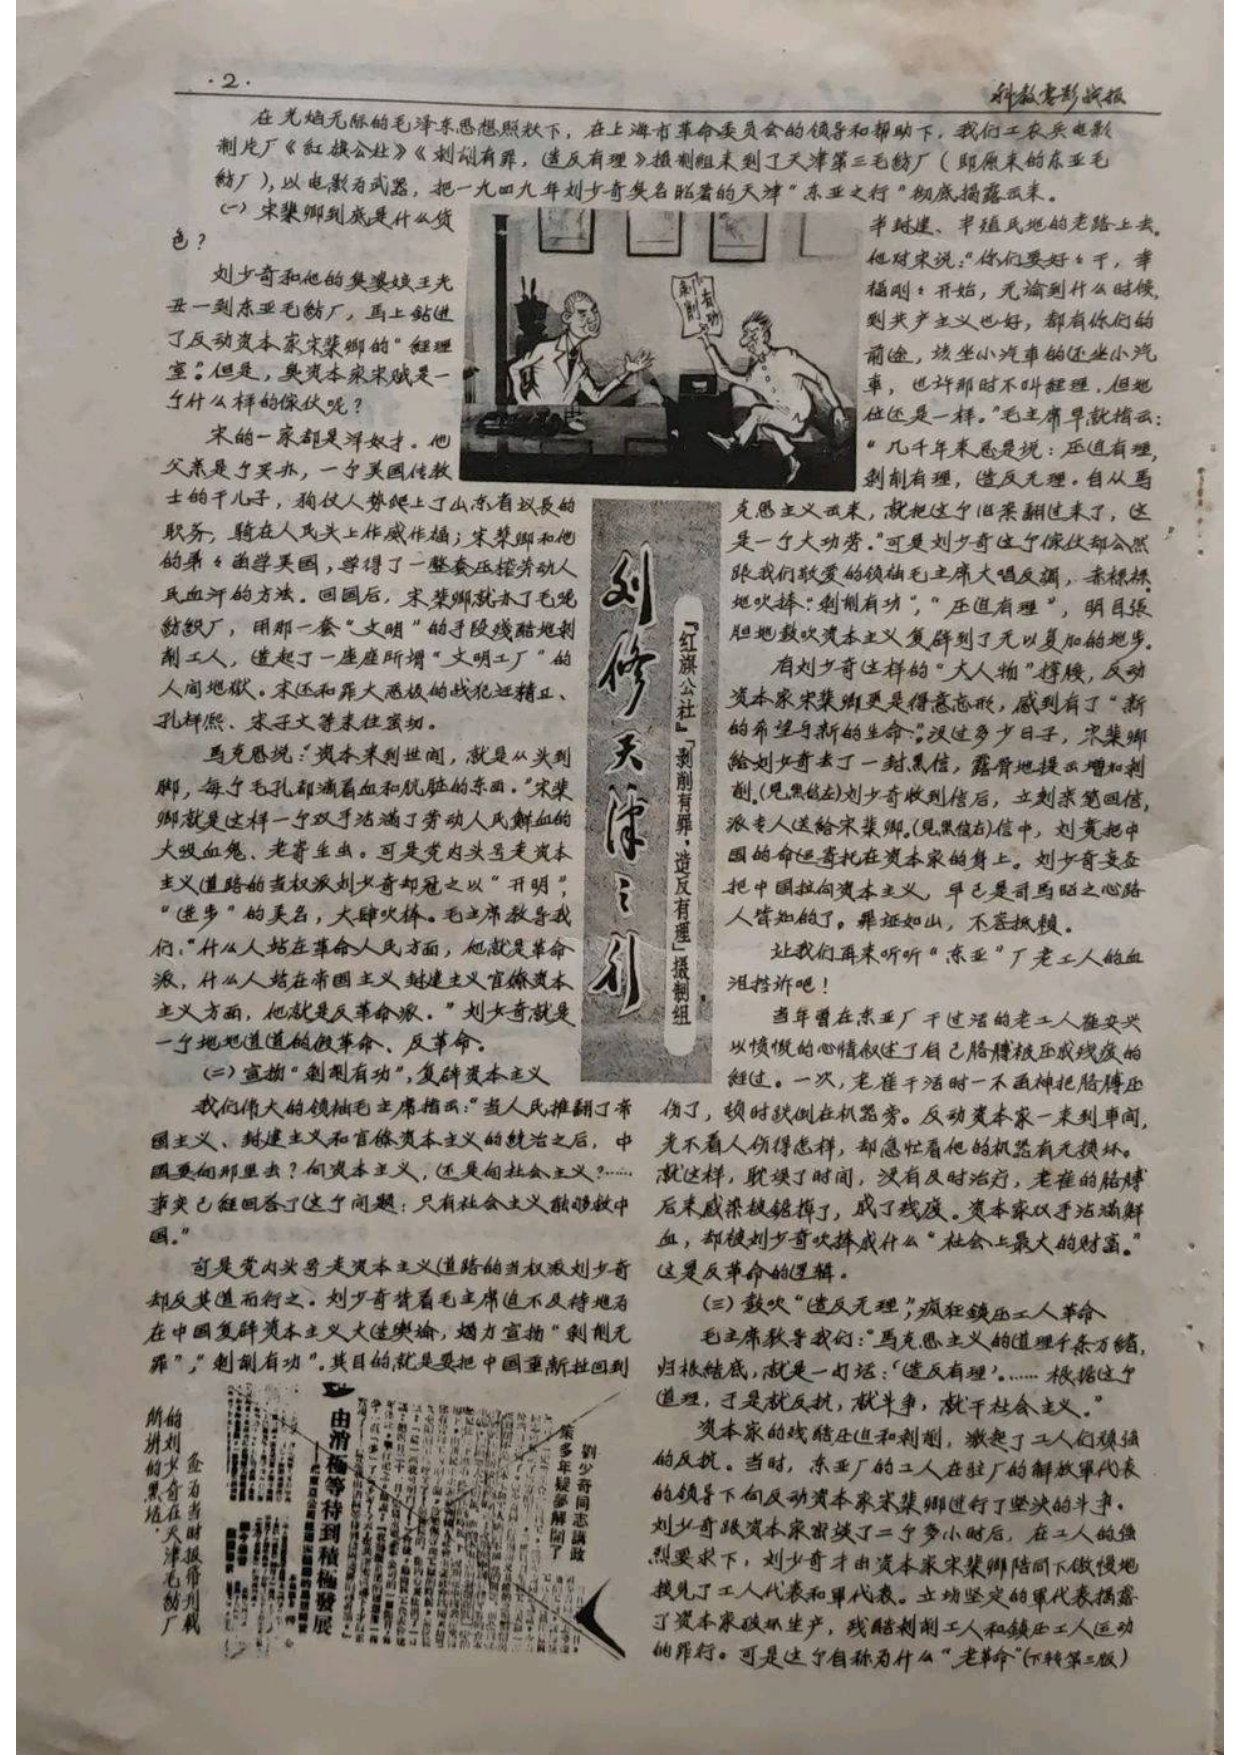 ·2·
科教电影战报
在光焰无际的毛泽东思想照耀下，在上海市革命委员会的领导和帮助下，我们工农兵电影
制片厂《红旗公社》《剥削有罪，造反有理》摄制组来到了天津第三毛紡厂（即原来的东亚毛
紡厂），以电影为武器，把一九四九年刘少奇臭名昭著的天津“东亚之行”彻底揭露出来。
(一) 宋棐卿到底是什么货
色？
刘少奇和他的臭婆娘王光
丑一到东亚毛紡厂，馬上鉆进
了反动资本家宋棐卿的“經理
室”。但是，臭资本家宋贼是一
个什么样的傢伙呢？
宋的一家都是洋奴才。他
父亲是个买办，一个美国传教
士的干儿子，狗仗人势爬上了山东省议長的
职务，騎在人民头上作威作福；宋棐卿和他
的弟々留学美国，学得了一整套压榨劳动人
民血汗的方法。回国后，宋棐卿就办了毛呢
紡织厂，用那一套“文明”的手段残酷地剥
削工人，造起了一座座所增“文明工厂”的
人间地獄。宋还和罪大恶极的战犯汪精卫、
孔祥熙、宋子文等来往密切。
馬克思说：“资本来到世间，就是从头到
脚，每个毛孔都滴着血和肮脏的东西。”宋棐
卿就是这样一个双手沾满了劳动人民鮮血的
大吸血鬼、老寄生虫。可是党内头号走资本
主义道路的当权派刘少奇却冠之以“开明”，
“进步”的美名，大肆吹捧。毛主席教导我
们：“什么人站在革命人民方面，他就是革命
派，什么人站在帝国主义封建主义官僚资本
主义方面，他就是反革命派。”刘少奇就是
一个地地道道的假革命、反革命。
(二) 宣揚“剥削有功”，复辟资本主义
我们偉大的领袖毛主席指出：“当人民推翻了帝
国主义、封建主义和官僚资本主义的統治之后，中
國要向那里去？向资本主义，还是向社会主义？……
事实已經回答了这个问题：只有社会主义能够救中
國。”
可是党内头号走资本主义道路的当权派刘少奇
却反其道而行之。刘少奇背着毛主席迫不及待地为
在中国复辟资本主义大造舆論，竭力宣扬“剥削无
罪”，“剥削有功”。其目的就是要把中国重新拉回到
剥削
有功
刘修天津之行
『红旗公社』「剥削有罪，造反有理」摄制组
半封建、半殖民地的老路上去。
他对宋说：“你们要好々干，幸
福刚々开始，无論到什么时候，
到共产主义也好，都有你们的
前途，该坐小汽車的还坐小汽
車，也许那时不叫經理，但地
位还是一样。”毛主席早就指出：
“几千年来总是说：压迫有理，
剥削有理，造反无理。自从馬
克思主义出来，就把这个旧案翻过来了，这
是一个大功劳。”可是刘少奇这个傢伙却公然
跟我们敬爱的领袖毛主席大唱反調，赤裸裸
地吹捧：“剥削有功”，“压迫有理”，明目張
胆地鼓吹资本主义复辟到了无以复加的地步。
有刘少奇这样的“大人物”撑腰，反动
资本家宋棐卿更是得意忘形，感到有了“新
的希望与新的生命”。没过多少日子，宋棐卿
給刘少奇去了一封黑信，露骨地提出增加剥
削。(见黑信左)刘少奇收到信后，立刻亲笔回信，
派专人送給宋棐卿。(見黑信右)信中，刘竟把中
國的命运寄托在资本家的身上。刘少奇妄图
把中国拉向资本主义，早已是司馬昭之心路
人皆知的了。罪证如山，不容抵賴。
让我们再来听听“东亚”厂老工人的血
泪控诉吧！
当年曾在东亚厂干过活的老工人崔安兴
以愤慨的心情叙述了自己胳膊被压成残废的
經过。一次，老崔干活时一不留神把胳膊压
伤了，顿时跌倒在机器旁。反动资本家一来到車间，
先不看人伤得怎样，却急忙看他的机器有无損坏。
就这样，耽误了时间，没有及时治疗，老崔的胳膊
后来感染被鋸掉了，成了残废。资本家双手沾满鮮
血，却被刘少奇吹捧成什么“社会上最大的财富。”
这是反革命的逻辑。
(三) 鼓吹“造反无理”，疯狂鎮压工人革命
毛主席教导我们：“馬克思主义的道理千条万緒，
归根結底，就是一句话：‘造反有理’。…… 根据这个
道理，于是就反抗，就斗争，就干社会主义。”
资本家的残酷压迫和剥削，激起了工人们頑強
的反抗。当时，东亚厂的工人在驻厂的解放軍代表
的领导下向反动资本家宋棐卿进行了坚决的斗争。
刘少奇跟资本家密谈了二个多小时后，在工人的强
烈要求下，刘少奇才由资本家宋棐卿陪同下傲慢地
接见了工人代表和軍代表。立場坚定的軍代表揭露
了资本家破坏生产，残酷剥削工人和鎮压工人运动
的罪行。可是这个自称为什么“老革命”(下转第三版)
劉少奇同志講政策
多年疑夢解開了
由消極等待到積極發展
图为当时报常刊载
的刘少奇在天津毛紡厂
所讲的黑话.